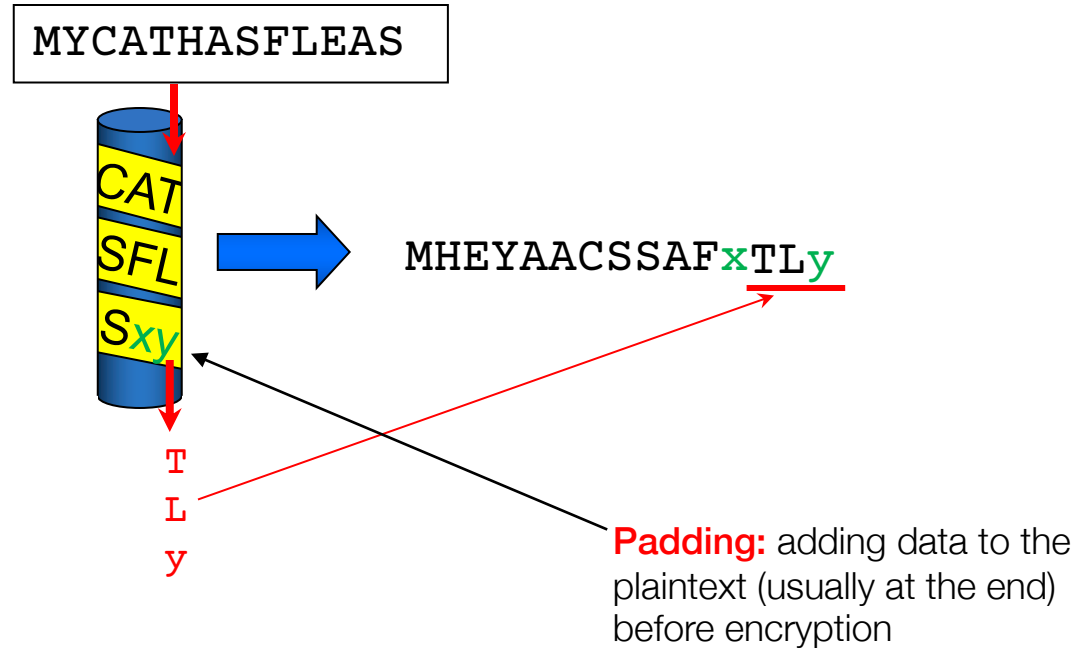 MYCATHASFLEAS
CAT
SFL
Sxy
MHEYAACSSAFxTLy
T
L
y
Padding: adding data to the
plaintext (usually at the end)
before encryption